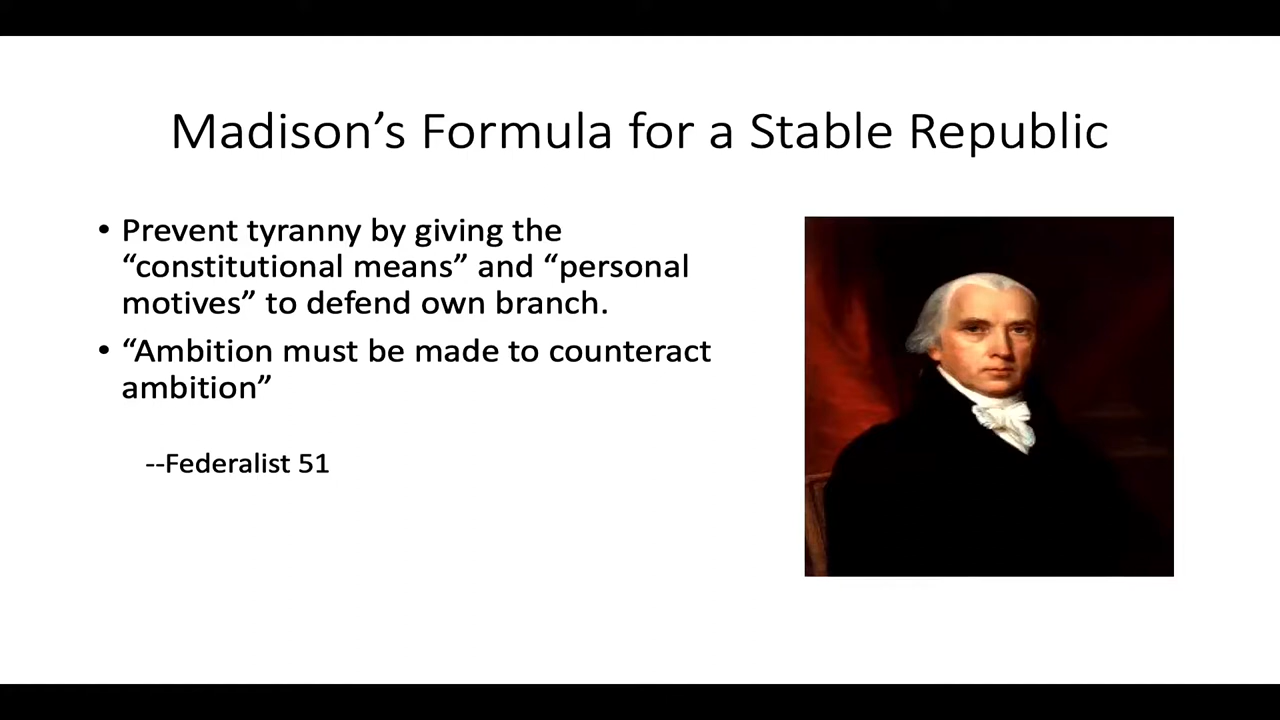 Madison’s Formula for a Stable Republic
• Prevent tyranny by giving the
“constitutional means” and “personal
motives” to defend own branch.
• “Ambition must be made to counteract
ambition”
--Federalist 51